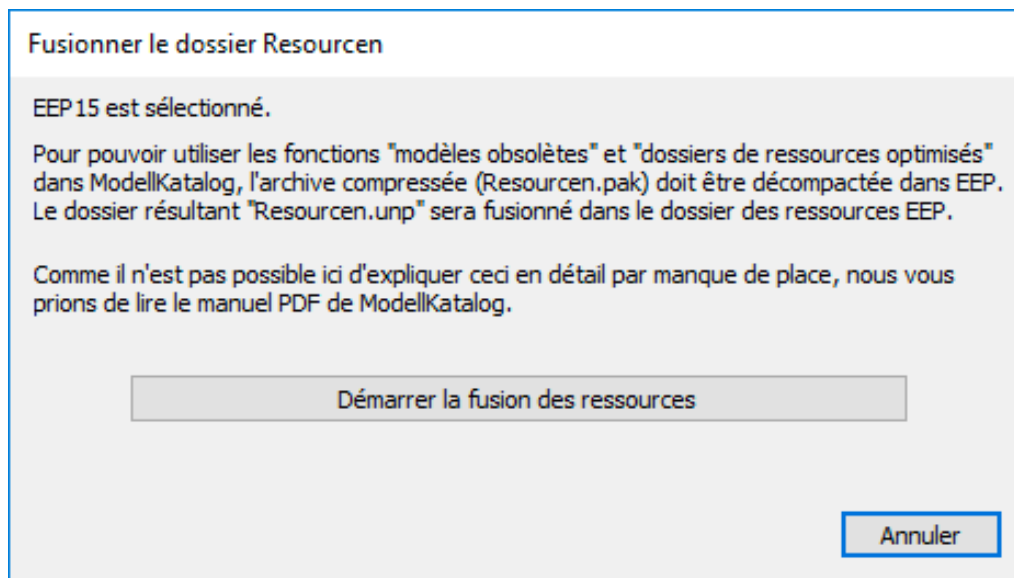 Fusionner le dossier Resourcen
EEP15 est sélectionné.
Pour pouvoir utiliser les fonctions "modèles obsolètes" et "dossiers de ressources optimisés"
dans ModellKatalog, l'archive compressée (Resourcen.pak) doit être décompactée dans EEP.
Le dossier résultant "Resourcen.unp" sera fusionné dans le dossier des ressources EEP.
Comme il n'est pas possible ici d'expliquer ceci en détail par manque de place, nous vous
prions de lire le manuel PDF de ModellKatalog.
Démarrer la fusion des ressources
Annuler